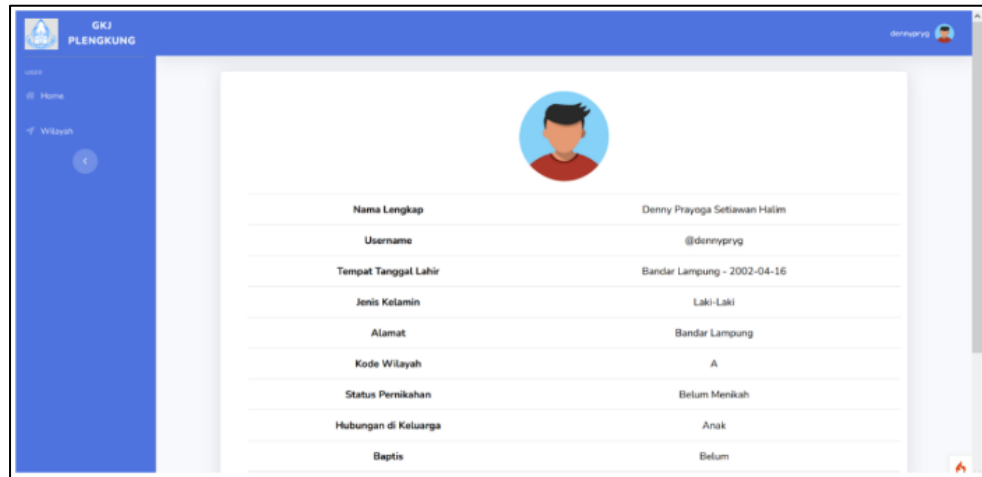 GKJ
PLENGKUNG
dennypryg
USER
Home
Wilayah
Nama Lengkap Denny Prayoga Setiawan Halim
Username @dennypryg
Tempat Tanggal Lahir Bandar Lampung - 2002-04-16
Jenis Kelamin Laki-Laki
Alamat Bandar Lampung
Kode Wilayah A
Status Pernikahan Belum Menikah
Hubungan di Keluarga Anak
Baptis Belum